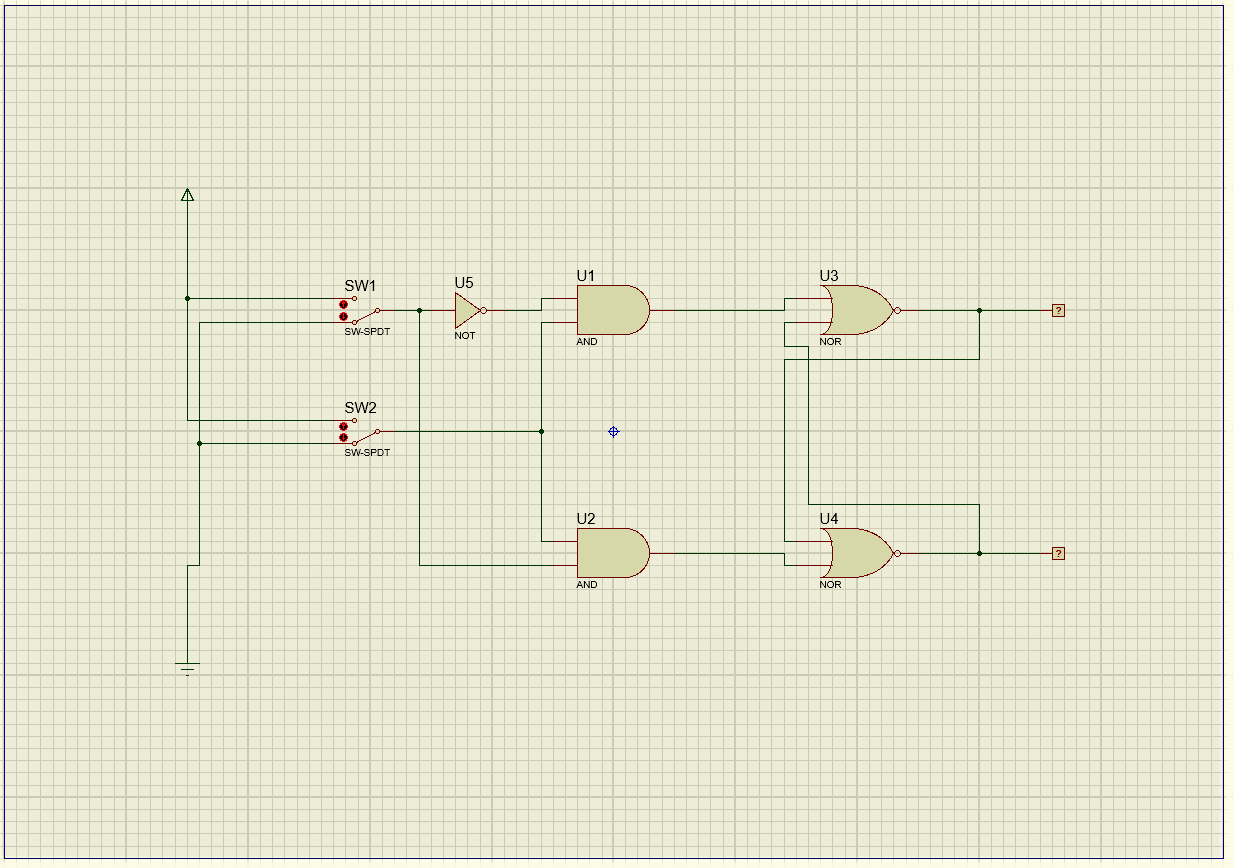 SW1
SW-SPDT
U5
NOT
U1
AND
U3
NOR
?
SW2
SW-SPDT
U2
AND
U4
NOR
?